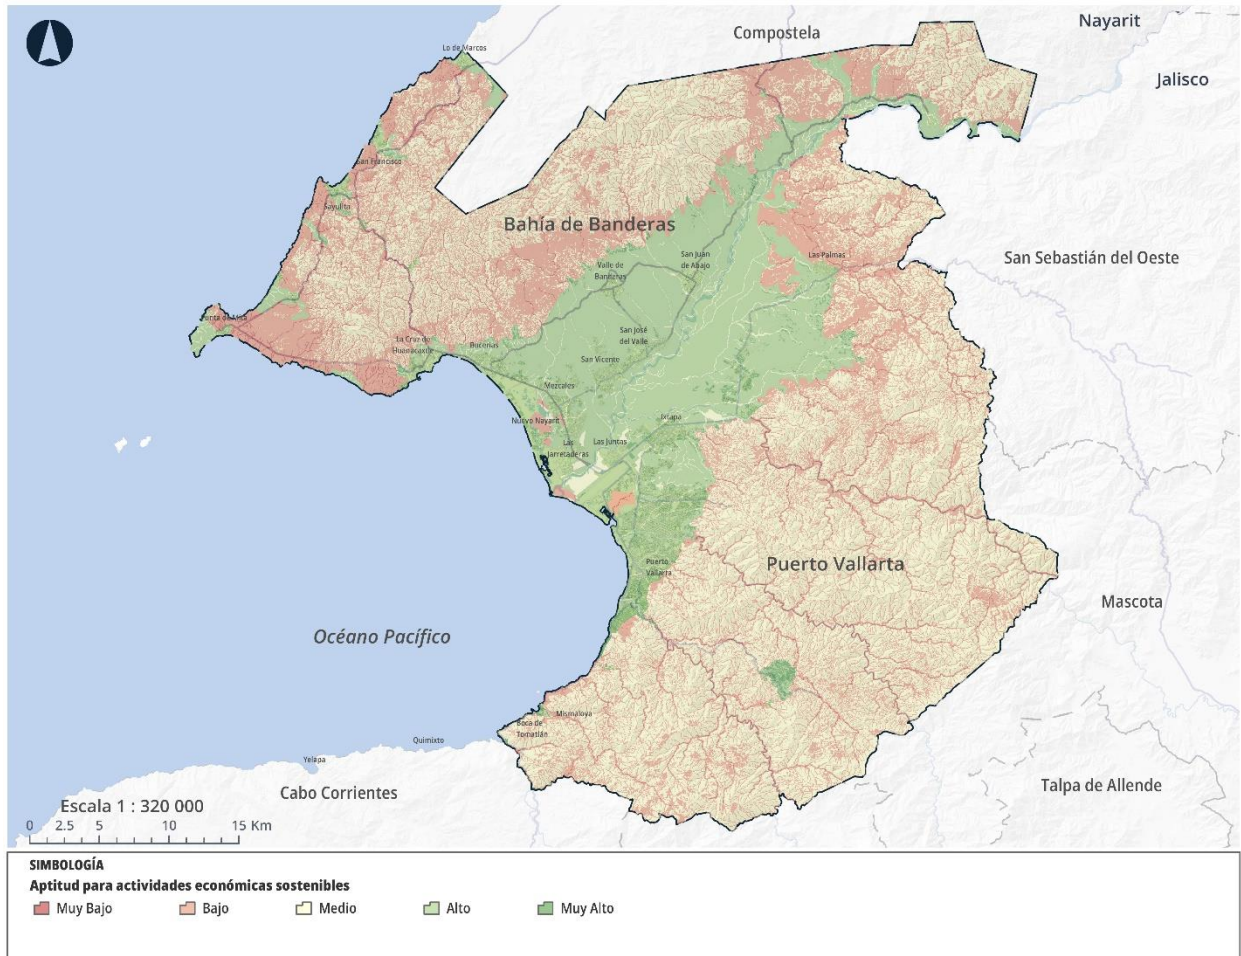 Nayarit
Compostela
Lo de Marcos
Jalisco
San Francisco
Sayulita
Bahía de Banderas
San Juan
de Abajo
Las Palmas
San Sebastián del Oeste
Valle de
Banderas
Punta de Mita
San José
del Valle
La Cruz de
Huanacaxtle
Bucerías
San Vicente
Mezcales
Nuevo Nayarit
Ixtapa
Las
Jarretaderas
Las Juntas
Puerto
Vallarta
Puerto Vallarta
Mascota
Océano Pacífico
Mismaloya
Boca de
Tomatlán
Quimixto
Yelapa
Cabo Corrientes
Talpa de Allende
Escala 1 : 320 000
0 2.5 5 10 15 Km
SIMBOLOGÍA
Aptitud para actividades económicas sostenibles
Muy Bajo Bajo Medio Alto Muy Alto